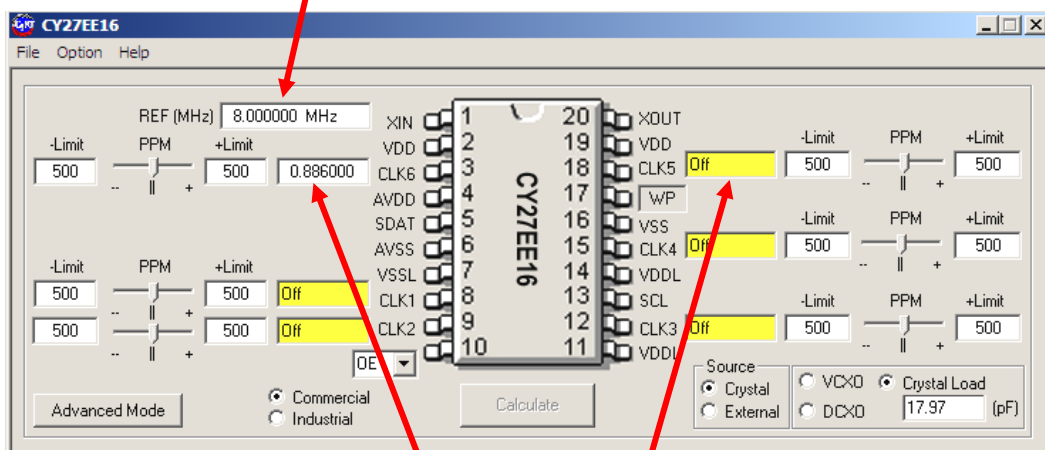 CY27EE16
File Option Help
REF (MHz) 8.000000 MHz
-Limit PPM +Limit
500 500 0.886000
-- || +
-Limit PPM +Limit
500 500 Off
-- || +
500 500 Off
-- || +
OE
XIN 1
VDD 2
CLK6 3
AVDD 4
SDAT 5
AVSS 6
VSSL 7
CLK1 8
CLK2 9
10
CY27EE16
20 XOUT
19 VDD
18 CLK5 Off
17 WP
16 VSS
15 CLK4 Off
14 VDDL
13 SCL
12 CLK3 Off
11 VDDL
-Limit PPM +Limit
500 500
-- || +
-Limit PPM +Limit
500 500
-- || +
-Limit PPM +Limit
500 500
-- || +
Advanced Mode
Commercial
Industrial
Calculate
Source
Crystal
External
VCXO
DCXO
Crystal Load
17.97 (pF)